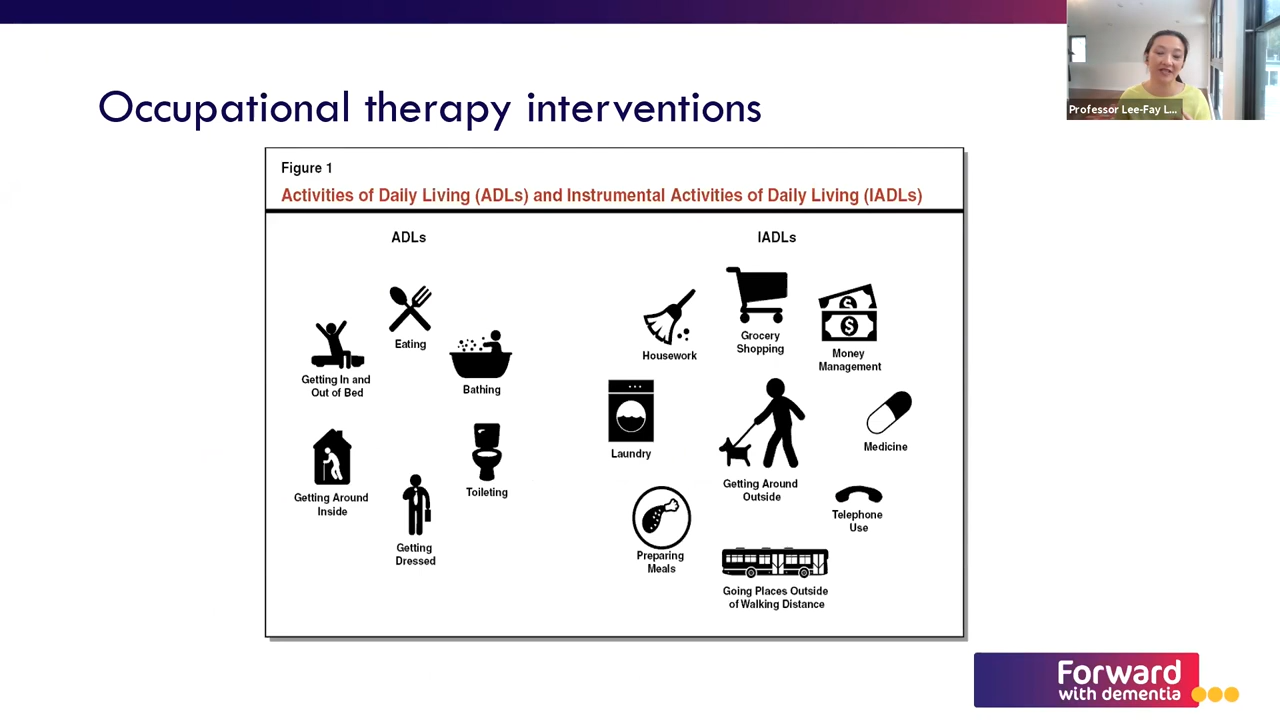 Professor Lee-Fay L...
Occupational therapy interventions
Figure 1
Activities of Daily Living (ADLs) and Instrumental Activities of Daily Living (IADLs)
ADLs
Eating
Getting In and
Out of Bed
Bathing
Getting Around
Inside
Toileting
Getting
Dressed
IADLs
Housework
Grocery
Shopping
Money
Management
Laundry
Getting Around
Outside
Medicine
Telephone
Use
Preparing
Meals
Going Places Outside
of Walking Distance
Forward
with dementia